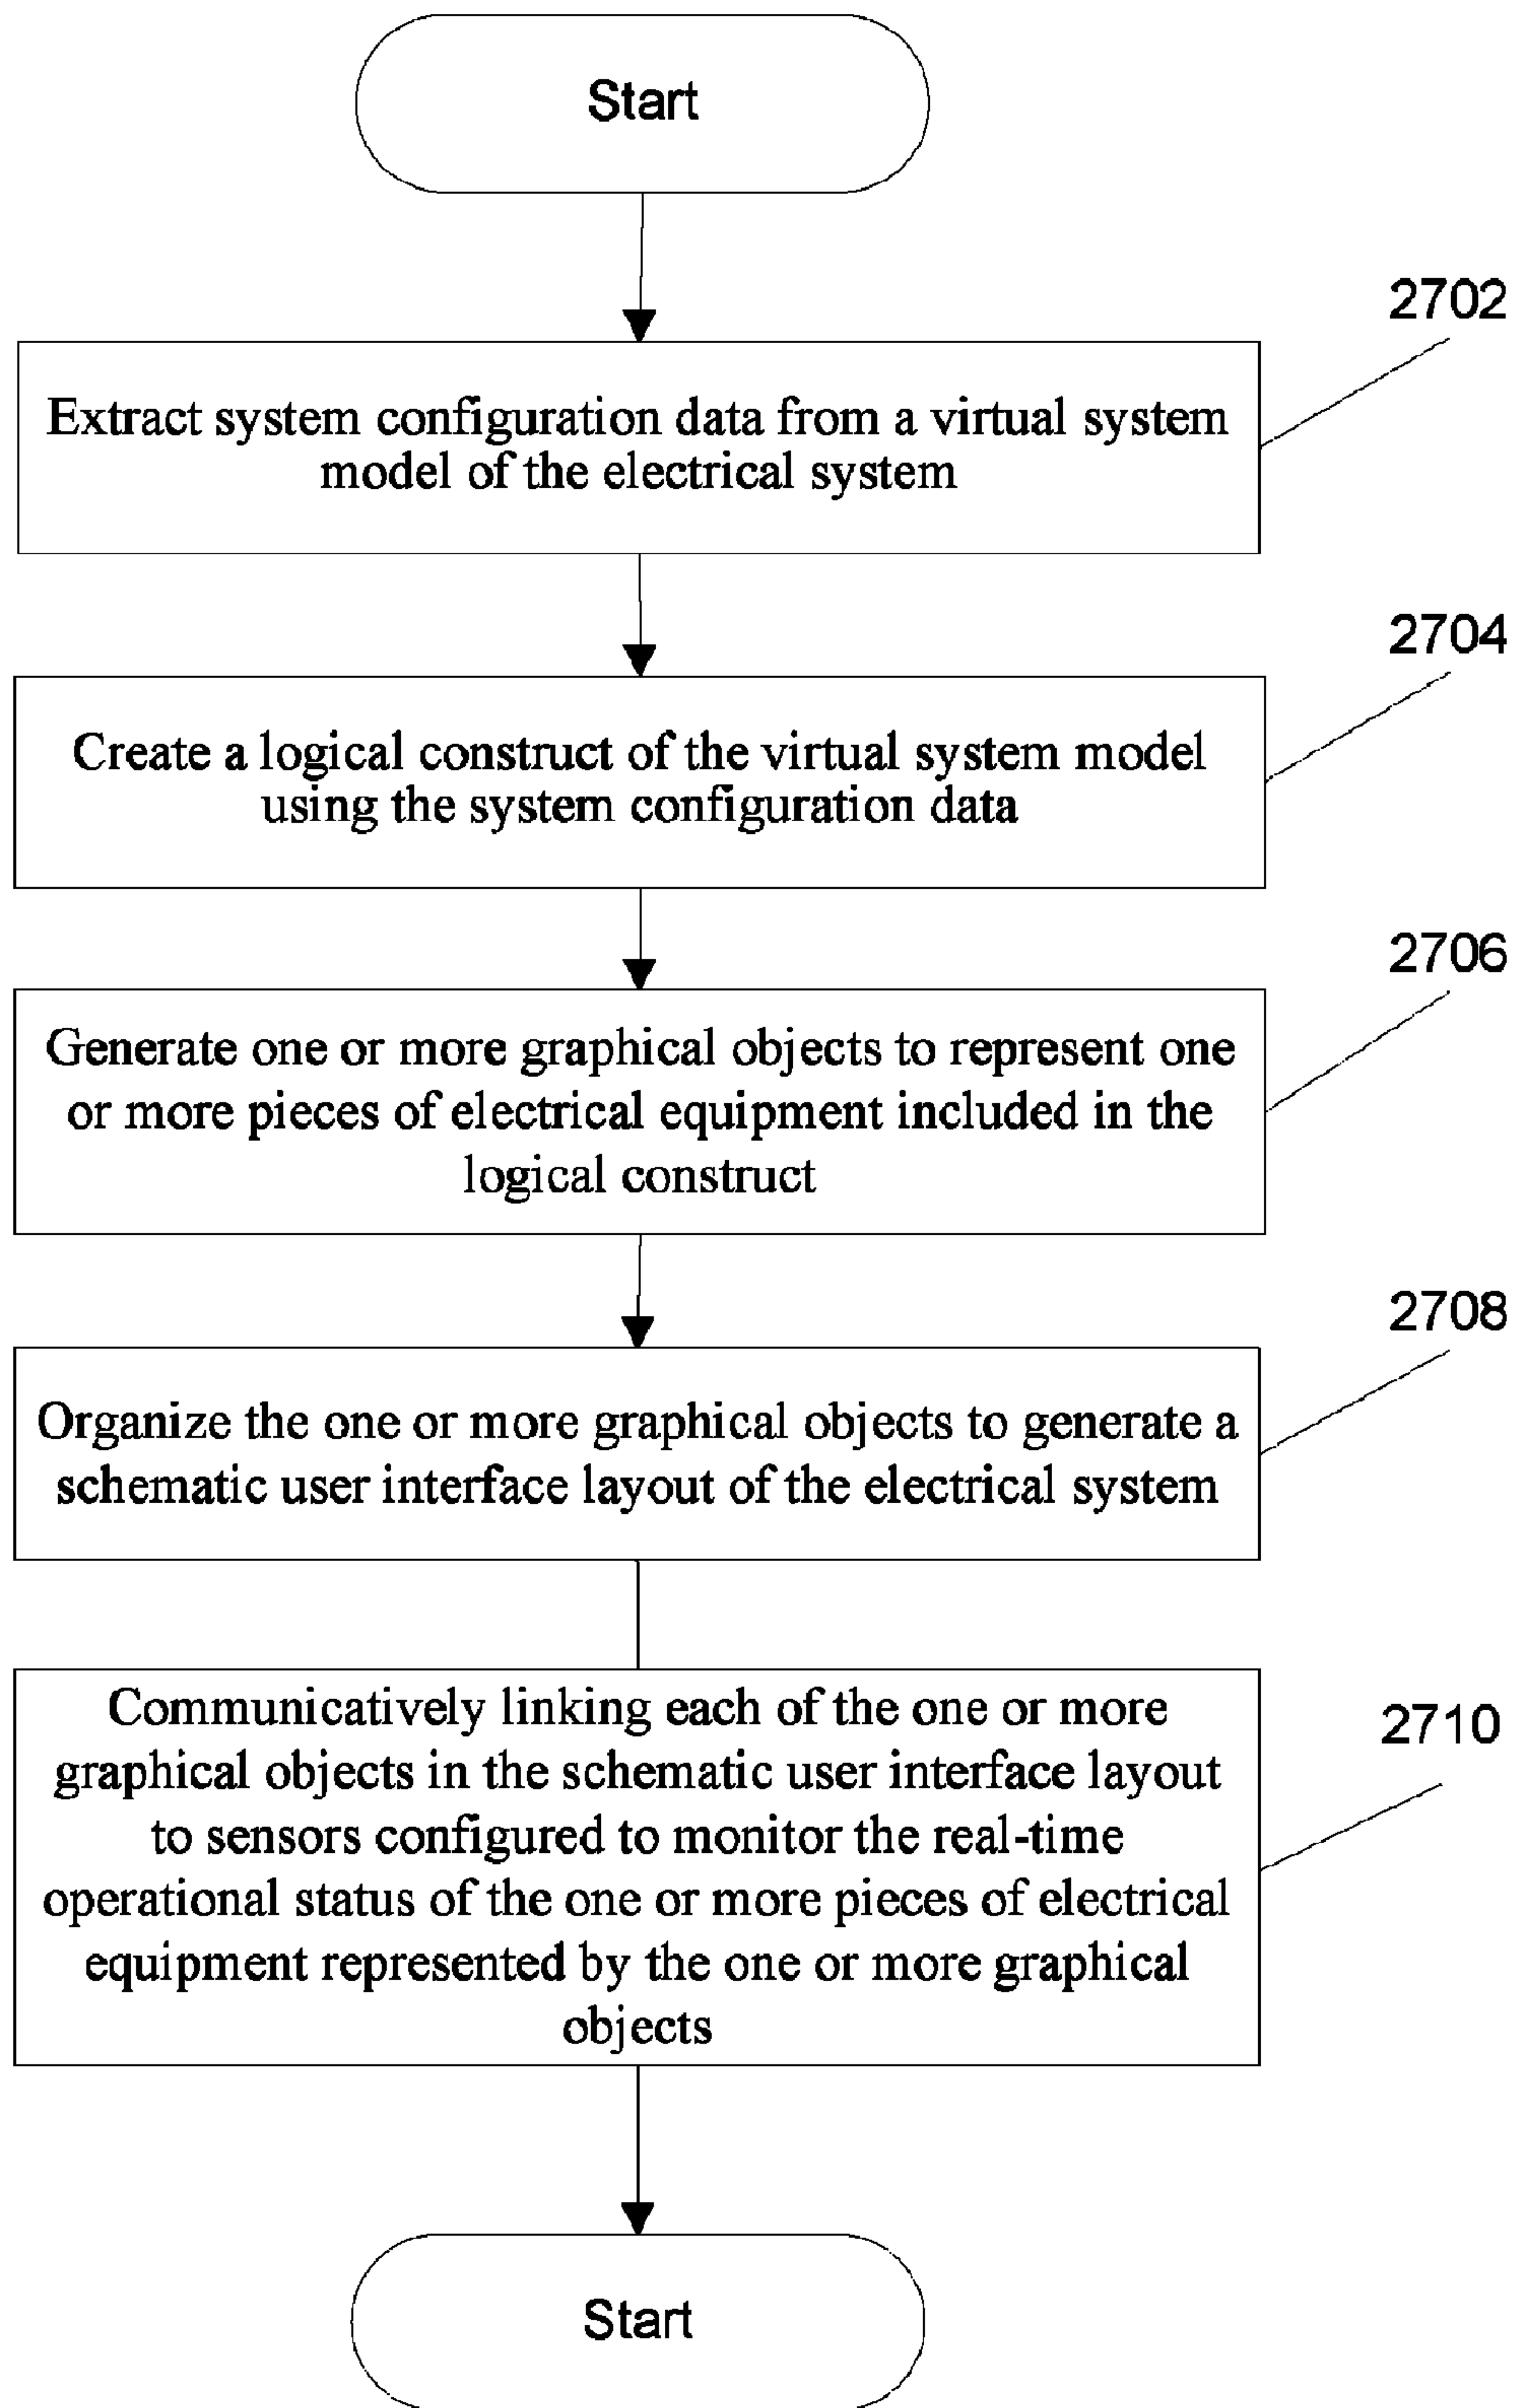 Start
2702
Extract system configuration data from a virtual system
model of the electrical system
2704
Create a logical construct of the virtual system model
using the system configuration data
2706
Generate one or more graphical objects to represent one
or more pieces of electrical equipment included in the
logical construct
2708
Organize the one or more graphical objects to generate a
schematic user interface layout of the electrical system
2710
Communicatively linking each of the one or more
graphical objects in the schematic user interface layout
to sensors configured to monitor the real-time
operational status of the one or more pieces of electrical
equipment represented by the one or more graphical
objects
Start